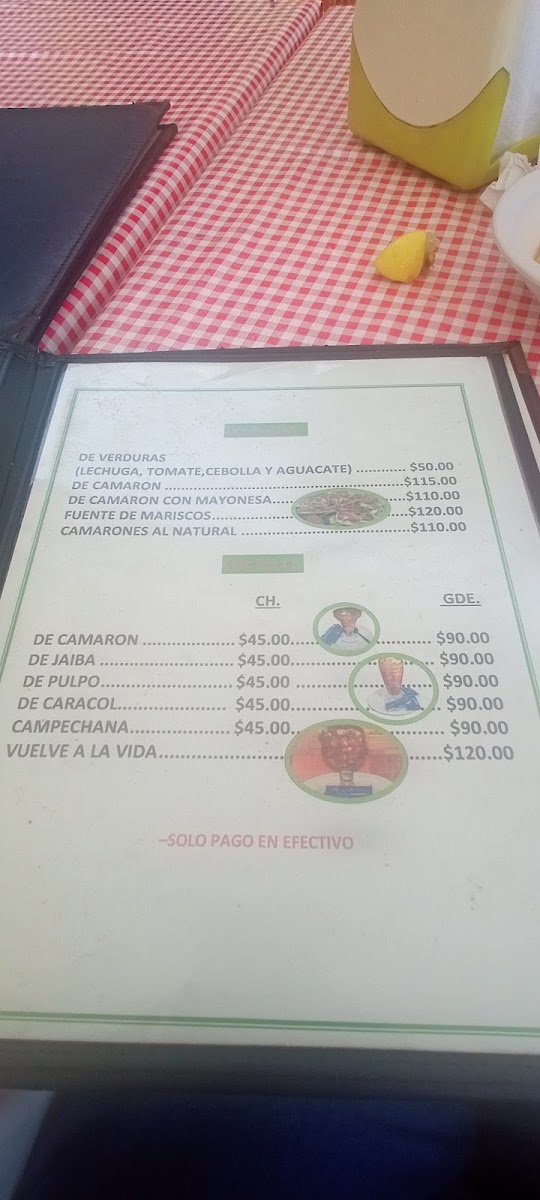 DE VERDURAS
(LECHUGA, TOMATE,CEBOLLA Y AGUACATE) ............ $50.00
DE CAMARON ..........................................................$115.00
DE CAMARON CON MAYONESA.....................................$110.00
FUENTE DE MARISCOS..................................................$120.00
CAMARONES AL NATURAL .........................................$110.00
CH. GDE.
DE CAMARON ................ $45.00.............................. $90.00
DE JAIBA ....................... $45.00.............................. $90.00
DE PULPO....................... $45.00 .............................. $90.00
DE CARACOL................... $45.00............................... $90.00
CAMPECHANA................. $45.00............................... $90.00
VUELVE A LA VIDA...............................................$120.00
–SOLO PAGO EN EFECTIVO